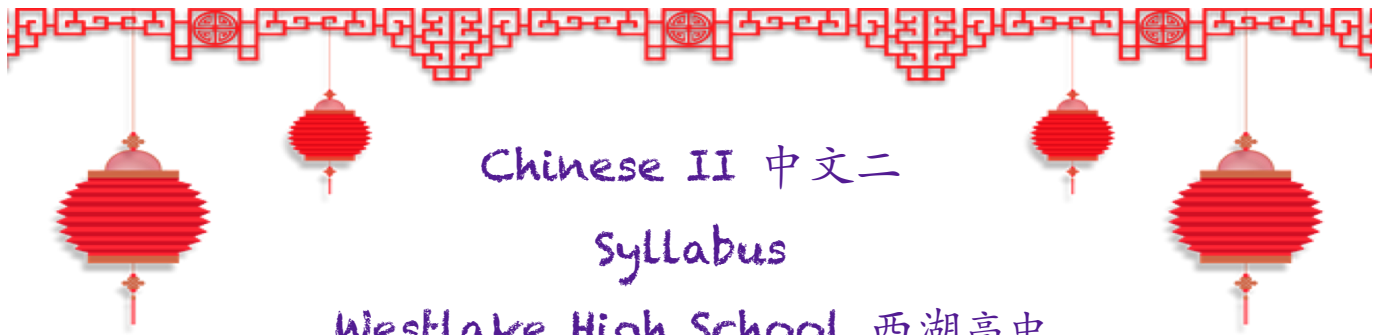 Chinese II 中文二
Syllabus
Westlake High School 西湖高中